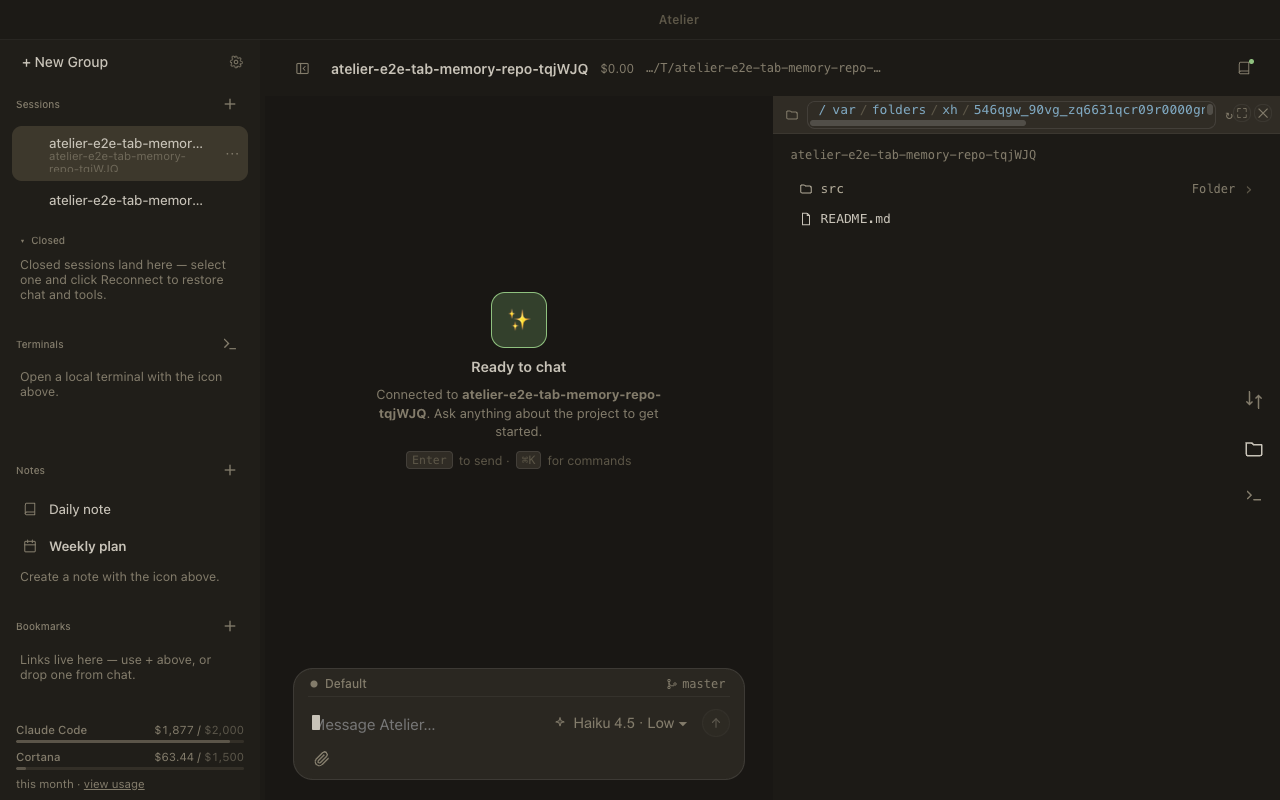 Atelier
+ New Group
Sessions
atelier-e2e-tab-memor...
atelier-e2e-tab-memory-
repo-tqjWJQ
atelier-e2e-tab-memor...
Closed
Closed sessions land here — select
one and click Reconnect to restore
chat and tools.
Terminals
Open a local terminal with the icon
above.
Notes
Daily note
Weekly plan
Create a note with the icon above.
Bookmarks
Links live here — use + above, or
drop one from chat.
Claude Code $1,877 / $2,000
Cortana $63.44 / $1,500
this month · view usage
atelier-e2e-tab-memory-repo-tqjWJQ $0.00 …/T/atelier-e2e-tab-memory-repo-…
Ready to chat
Connected to atelier-e2e-tab-memory-repo-
tqjWJQ. Ask anything about the project to get
started.
Enter to send · ⌘K for commands
Default master
Message Atelier...
Haiku 4.5 · Low
/ var / folders / xh / 546qgw_90vg_zq6631qcr09r0000gr
atelier-e2e-tab-memory-repo-tqjWJQ
src Folder
README.md